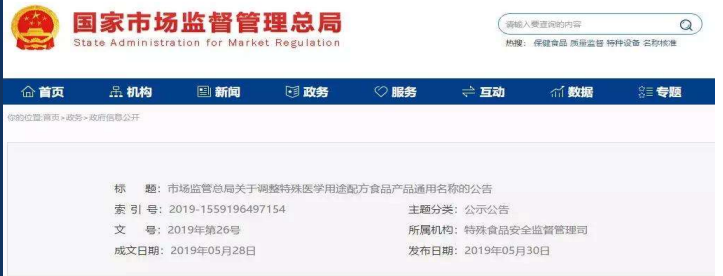 国家市场监督管理总局
State Administration for Market Regulation
请输入要查询的内容
热搜: 保健食品 质量监督 特种设备 名称核准
首页 机构 新闻 政务 服务 互动 数据 专题
你的位置:首页>政务>政府信息公开
标 题: 市场监管总局关于调整特殊医学用途配方食品产品通用名称的公告
索 引 号: 2019-1559196497154 主题分类: 公示公告
文 号: 2019年第26号 所属机构: 特殊食品安全监督管理司
成文日期: 2019年05月28日 发布日期: 2019年05月30日